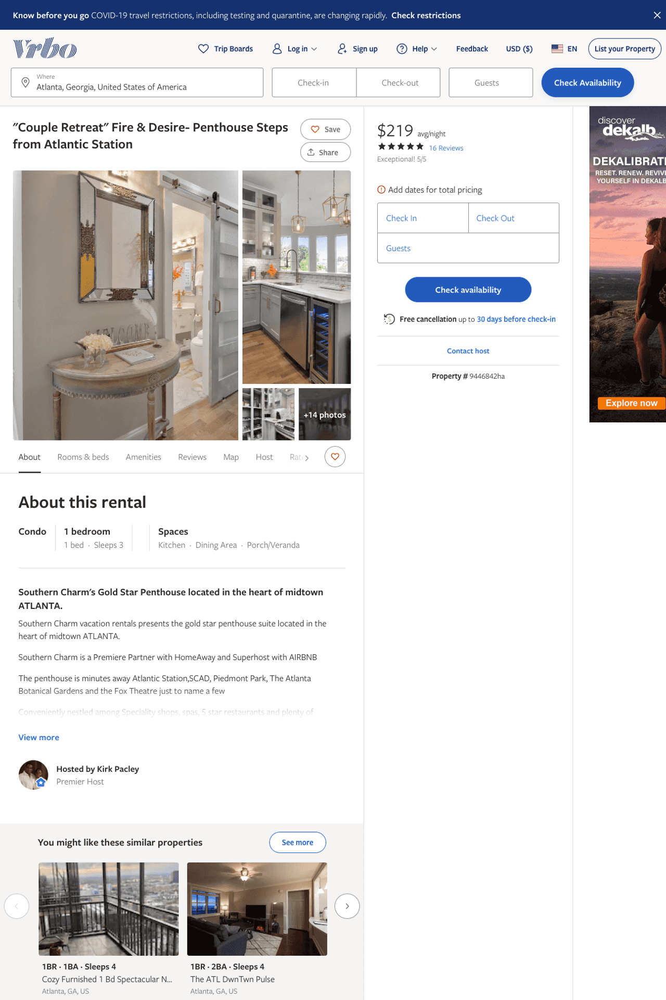 Know before you go COVID-19 travel restrictions, including testing and quarantine, are changing rapidly. Check restrictions
Vrbo
Trip Boards
Log in
Sign up
Help
Feedback
USD ($)
EN
List your Property
Where
Atlanta, Georgia, United States of America
Check-in
Check-out
Guests
Check Availability
"Couple Retreat" Fire & Desire- Penthouse Steps
from Atlantic Station
Save
Share
WELCOME
+14 photos
$219 avg/night
16 Reviews
Exceptional! 5/5
Add dates for total pricing
Check In
Check Out
Guests
Check availability
Free cancellation up to 30 days before check-in
Contact host
Property # 9446842ha
discover
dekalb
RESET. RENEW.
Explore now
About
Rooms & beds
Amenities
Reviews
Map
Host
About this rental
Condo
1 bedroom
1 bed · Sleeps 3
Spaces
Kitchen · Dining Area · Porch/Veranda
Southern Charm's Gold Star Penthouse located in the heart of midtown
ATLANTA.
Southern Charm vacation rentals presents the gold star penthouse suite located in the
heart of midtown ATLANTA.
Southern Charm is a Premiere Partner with HomeAway and Superhost with AIRBNB
The penthouse is minutes away Atlantic Station,SCAD, Piedmont Park, The Atlanta
Botanical Gardens and the Fox Theatre just to name a few
Conveniently nestled among Speciality shops, spas, 5 star restaurants and plenty of
View more
Hosted by Kirk Pacley
Premier Host
You might like these similar properties
See more
1BR · 1BA · Sleeps 4
Cozy Furnished 1 Bd Spectacular N...
Atlanta, GA, US
1BR · 2BA · Sleeps 4
The ATL DwnTwn Pulse
Atlanta, GA, US